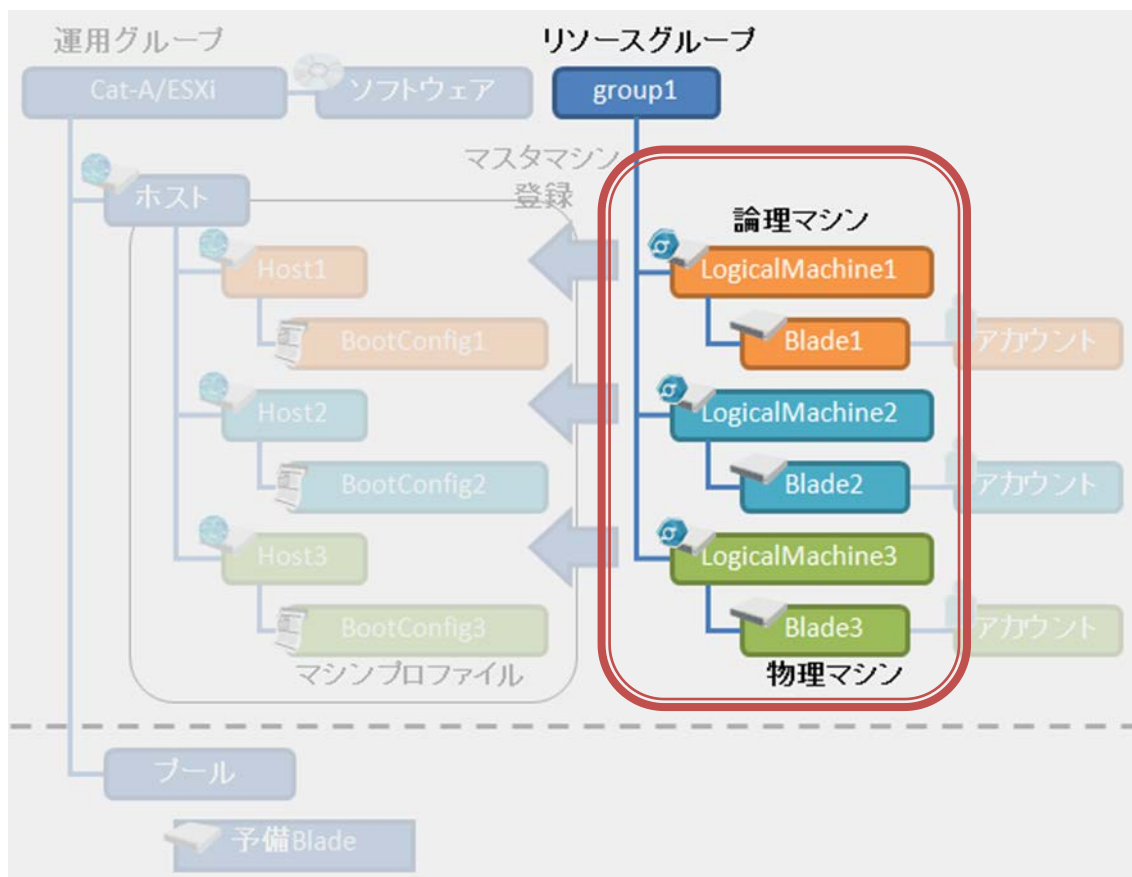 運用グループ
リソースグループ
Cat-A/ESXi
ソフトウェア
group1
マスタマシン
登録
ホスト
論理マシン
Host1
LogicalMachine1
BootConfig1
Blade1
アカウント
Host2
LogicalMachine2
BootConfig2
Blade2
アカウント
Host3
LogicalMachine3
BootConfig3
Blade3
アカウント
マシンプロファイル
物理マシン
プール
予備Blade